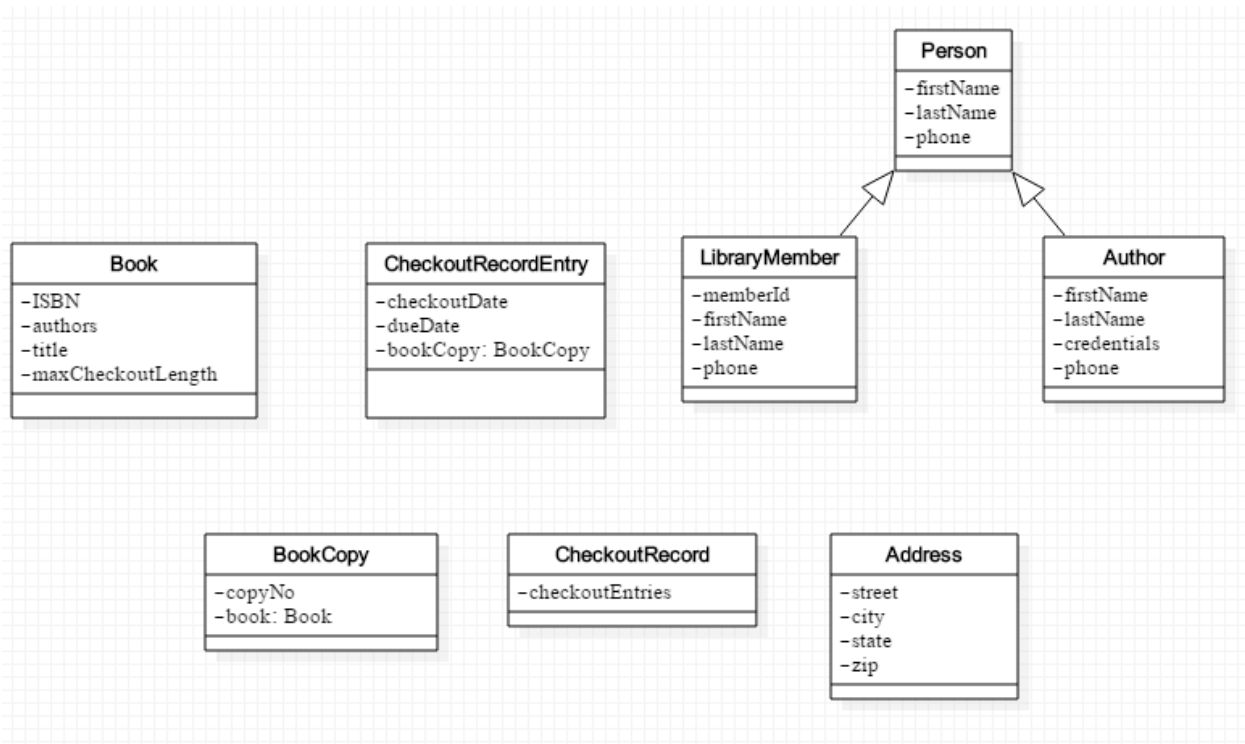 Person
-firstName
-lastName
-phone
Book
-ISBN
-authors
-title
-maxCheckoutLength
CheckoutRecordEntry
-checkoutDate
-dueDate
-bookCopy: BookCopy
LibraryMember
-memberId
-firstName
-lastName
-phone
Author
-firstName
-lastName
-credentials
-phone
BookCopy
-copyNo
-book: Book
CheckoutRecord
-checkoutEntries
Address
-street
-city
-state
-zip